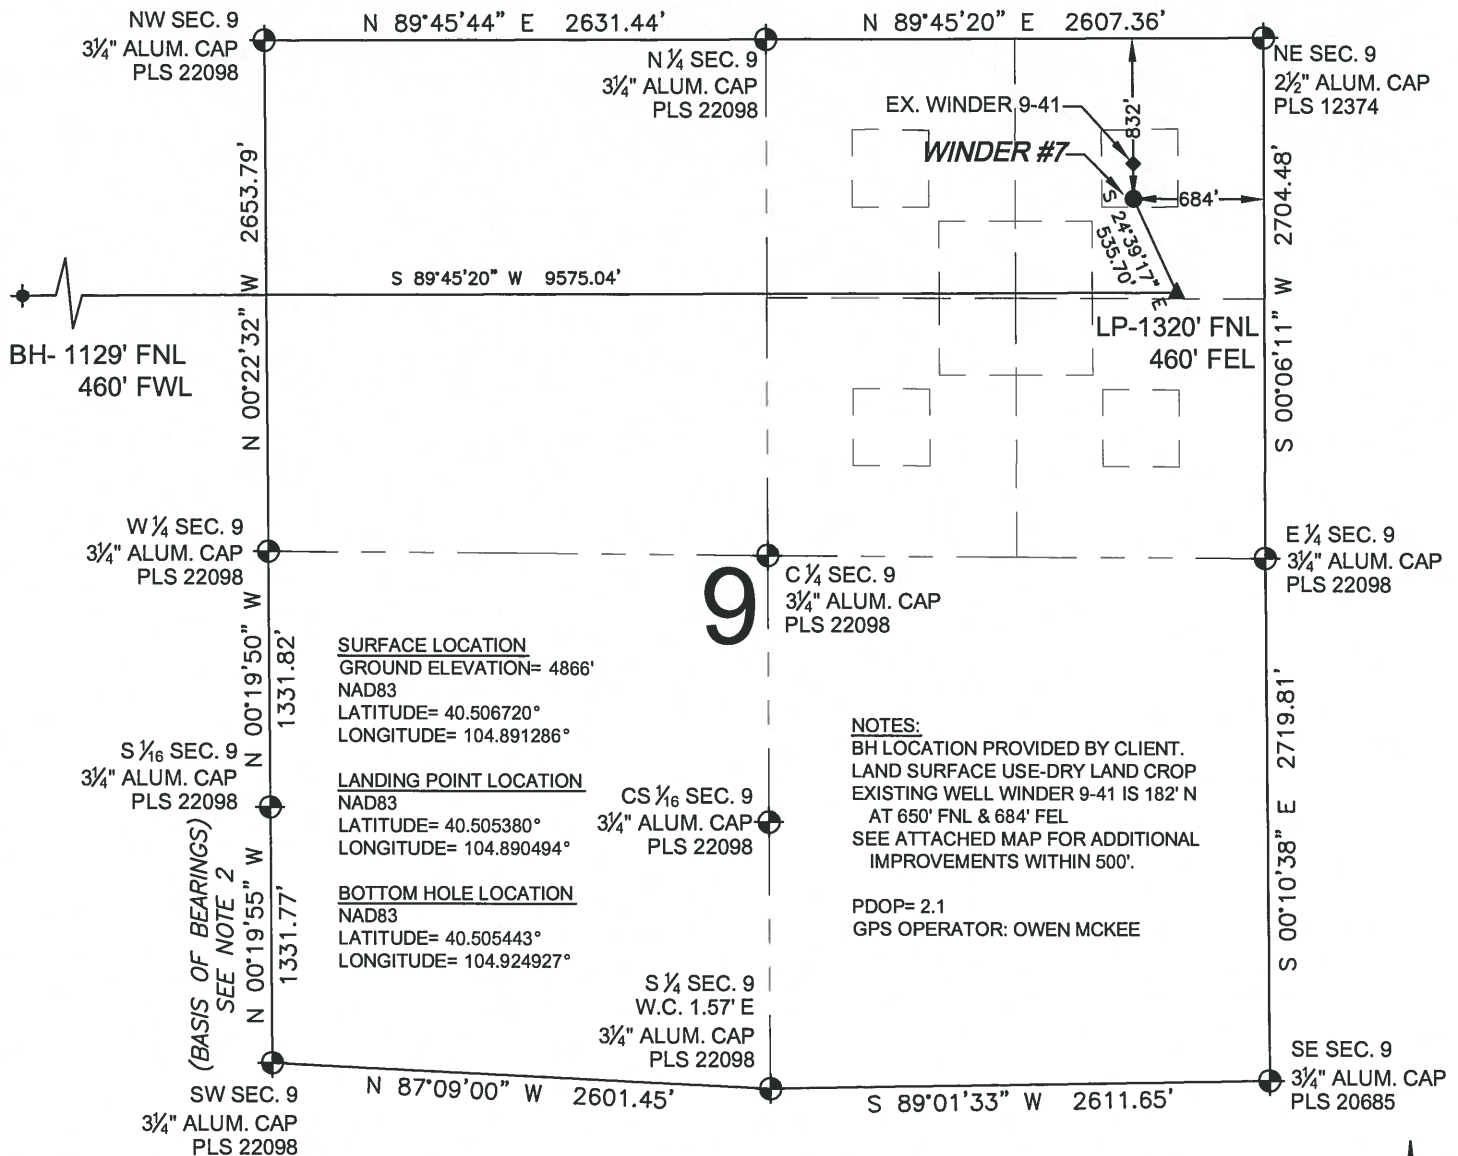 NW SEC. 9
3¼" ALUM. CAP
PLS 22098
N 89°45'44" E 2631.44'
N ¼ SEC. 9
3¼" ALUM. CAP
PLS 22098
N 89°45'20" E 2607.36'
NE SEC. 9
2½" ALUM. CAP
PLS 12374
EX. WINDER 9-41
WINDER #7
832'
684'
S 24°39'17" E
535.70'
N 00°22'32" W 2653.79'
S 00°06'11" W 2704.48'
S 89°45'20" W 9575.04'
BH- 1129' FNL
460' FWL
LP-1320' FNL
460' FEL
W ¼ SEC. 9
3¼" ALUM. CAP
PLS 22098
9
C ¼ SEC. 9
3¼" ALUM. CAP
PLS 22098
E ¼ SEC. 9
3¼" ALUM. CAP
PLS 22098
N 00°19'50" W
1331.82'
SURFACE LOCATION
GROUND ELEVATION= 4866'
NAD83
LATITUDE= 40.506720°
LONGITUDE= 104.891286°
LANDING POINT LOCATION
NAD83
LATITUDE= 40.505380°
LONGITUDE= 104.890494°
BOTTOM HOLE LOCATION
NAD83
LATITUDE= 40.505443°
LONGITUDE= 104.924927°
S 1⁄16 SEC. 9
3¼" ALUM. CAP
PLS 22098
CS 1⁄16 SEC. 9
3¼" ALUM. CAP
PLS 22098
NOTES:
BH LOCATION PROVIDED BY CLIENT.
LAND SURFACE USE-DRY LAND CROP
EXISTING WELL WINDER 9-41 IS 182' N
AT 650' FNL & 684' FEL
SEE ATTACHED MAP FOR ADDITIONAL
IMPROVEMENTS WITHIN 500'.
PDOP= 2.1
GPS OPERATOR: OWEN MCKEE
S 00°10'38" E 2719.81'
(BASIS OF BEARINGS)
SEE NOTE 2
N 00°19'55" W
1331.77'
S ¼ SEC. 9
W.C. 1.57' E
3¼" ALUM. CAP
PLS 22098
SW SEC. 9
3¼" ALUM. CAP
PLS 22098
N 87°09'00" W 2601.45'
S 89°01'33" W 2611.65'
SE SEC. 9
3¼" ALUM. CAP
PLS 20685